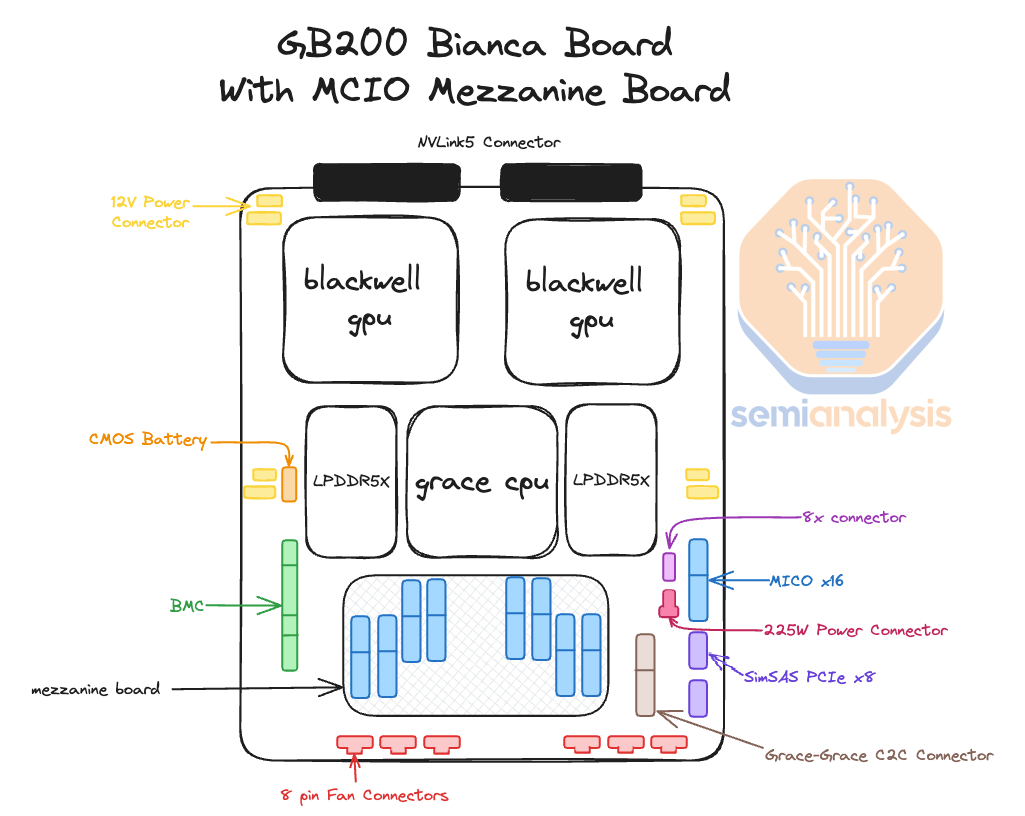 GB200 Bianca Board
With MCIO Mezzanine Board
NVLink5 Connector
12V Power
Connector
blackwell
gpu
blackwell
gpu
semianalysis
CMOS Battery
LPDDR5X
grace cpu
LPDDR5X
8x connector
MICO x16
BMC
225W Power Connector
SimSAS PCIe x8
mezzanine board
Grace-Grace C2C Connector
8 pin Fan Connectors